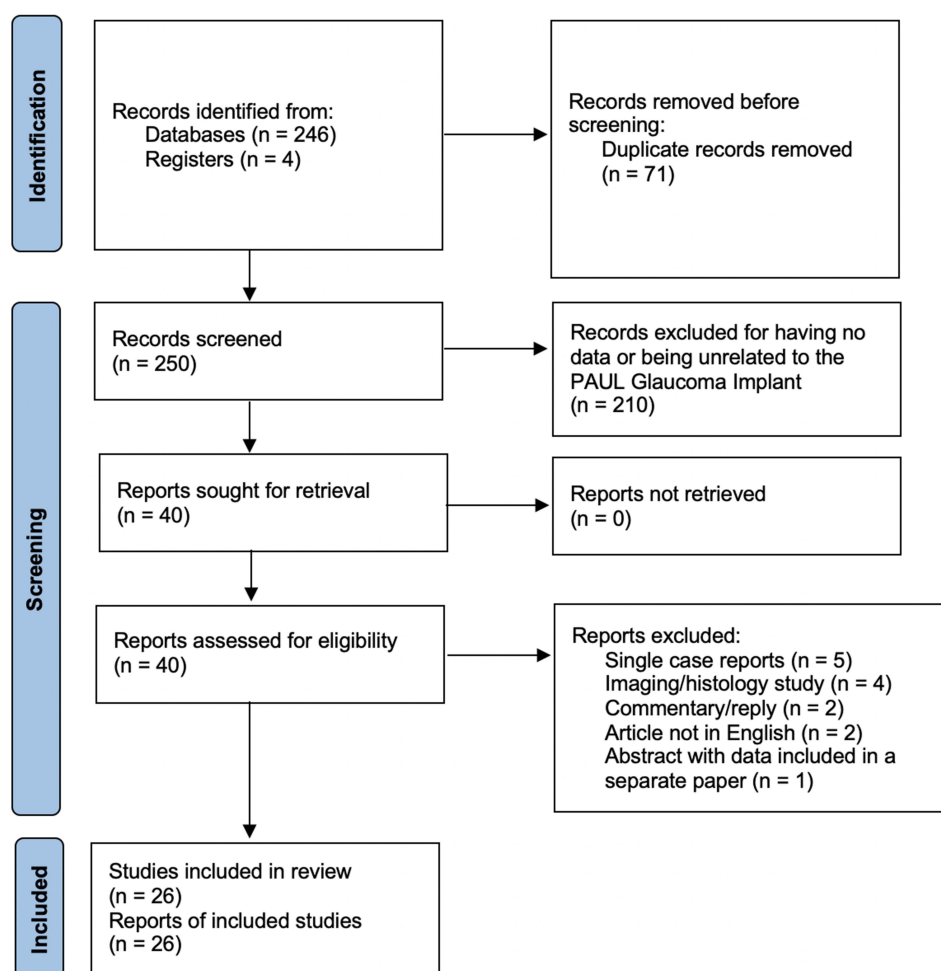 Identification
Records identified from:
Databases (n = 246)
Registers (n = 4)
Records removed before
screening:
Duplicate records removed
(n = 71)
Screening
Records screened
(n = 250)
Records excluded for having no
data or being unrelated to the
PAUL Glaucoma Implant
(n = 210)
Reports sought for retrieval
(n = 40)
Reports not retrieved
(n = 0)
Reports assessed for eligibility
(n = 40)
Reports excluded:
Single case reports (n = 5)
Imaging/histology study (n = 4)
Commentary/reply (n = 2)
Article not in English (n = 2)
Abstract with data included in a
separate paper (n = 1)
Included
Studies included in review
(n = 26)
Reports of included studies
(n = 26)